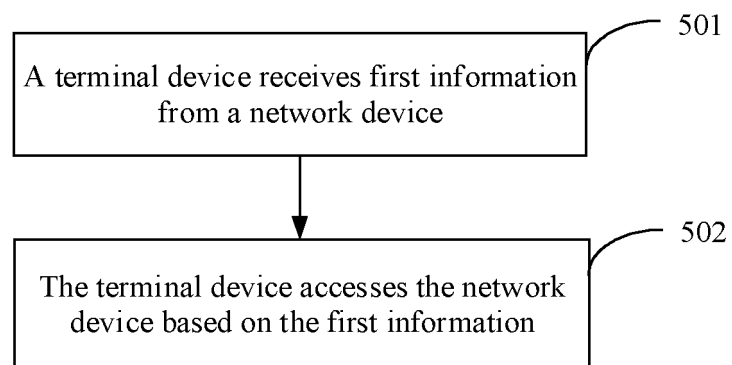 501
A terminal device receives first information
from a network device
502
The terminal device accesses the network
device based on the first information